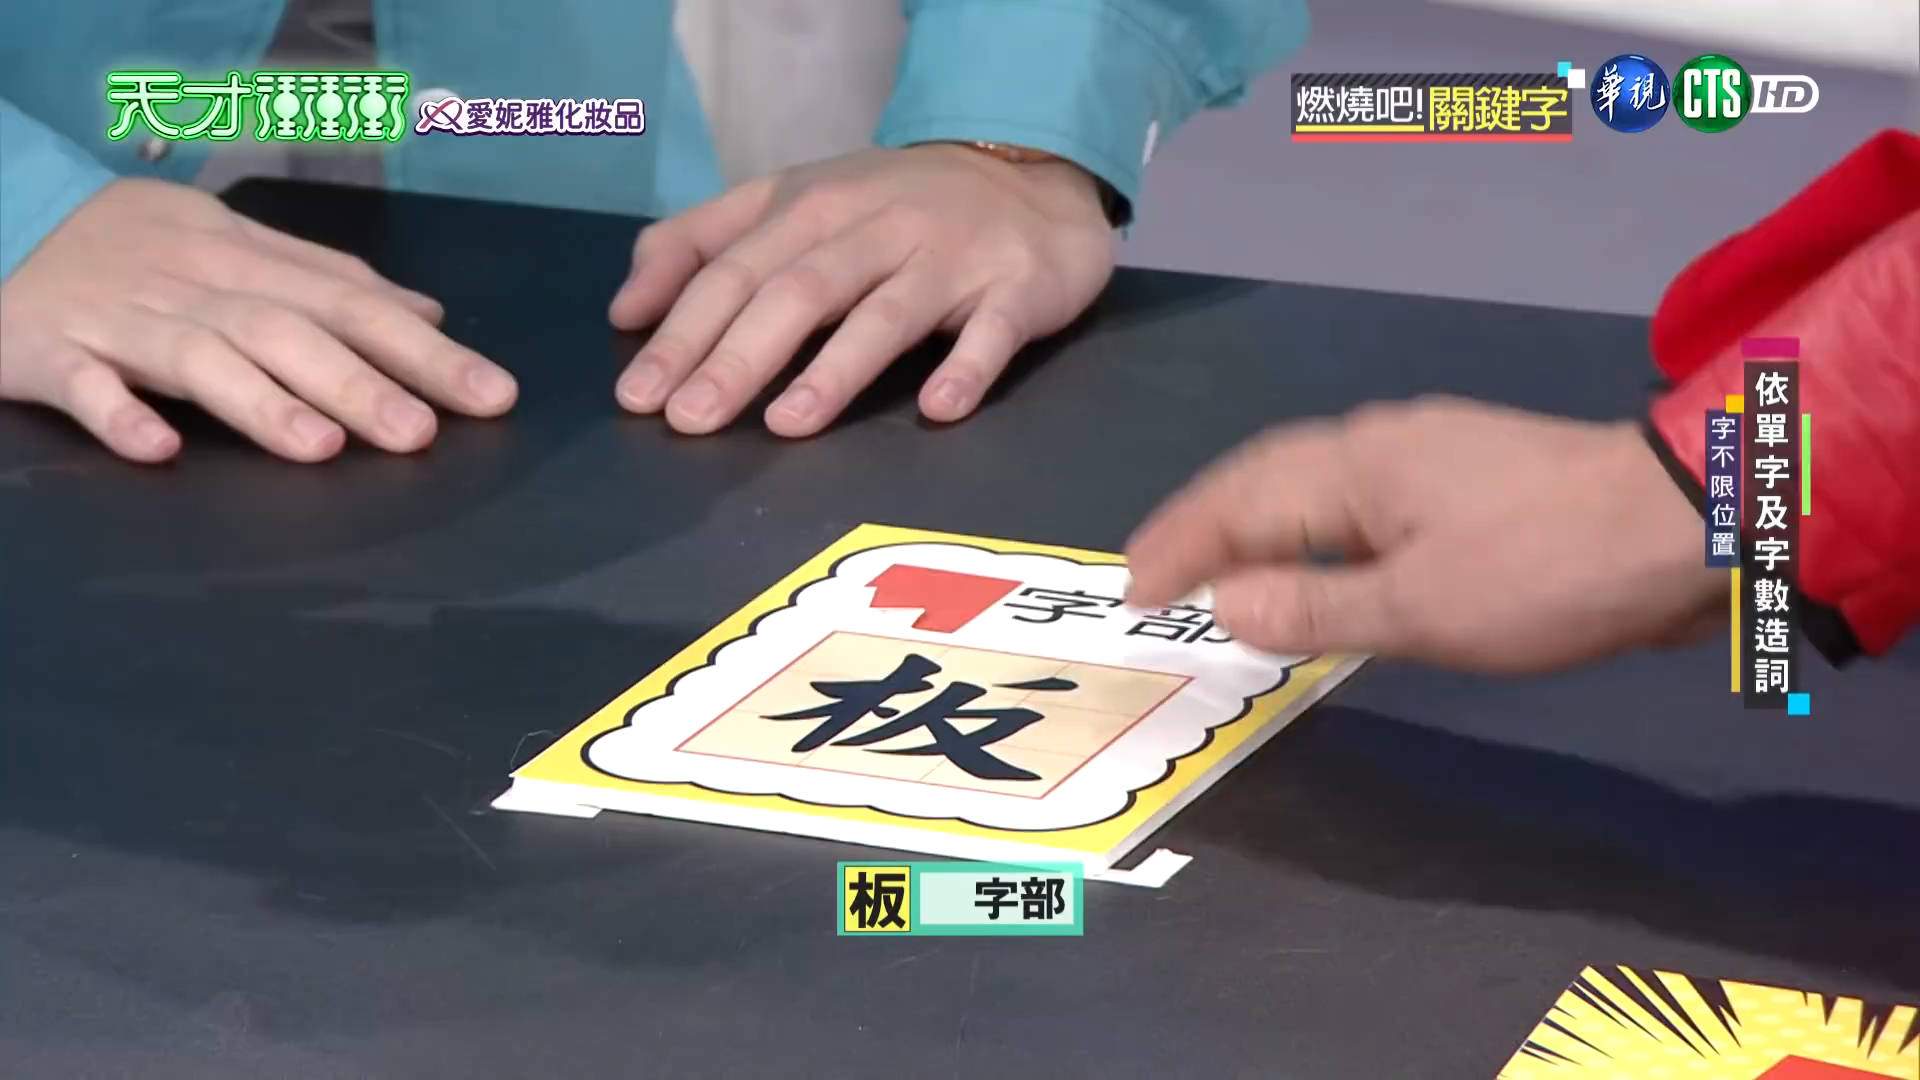 天才衝衝衝
愛妮雅化妝品
燃燒吧!關鍵字
華視 CTS HD
依單字及字數造詞
字不限位置
字部
板
板 字部